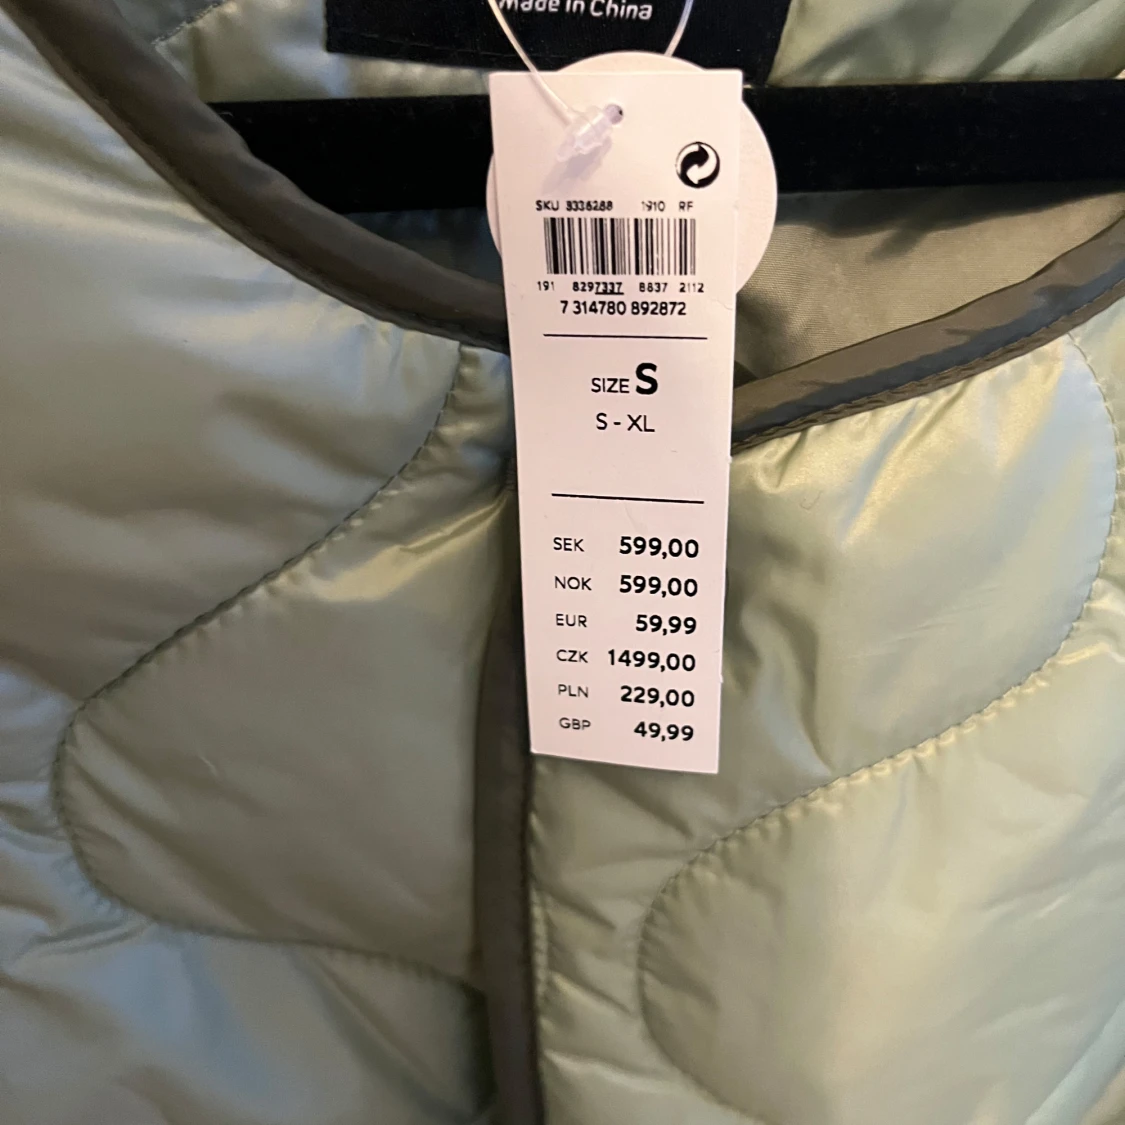 Made in China
SKU 3336288 1910 RF
191 8297337 8837 2112
7 314780 892872
SIZE S
S - XL
SEK 599,00
NOK 599,00
EUR 59,99
CZK 1499,00
PLN 229,00
GBP 49,99